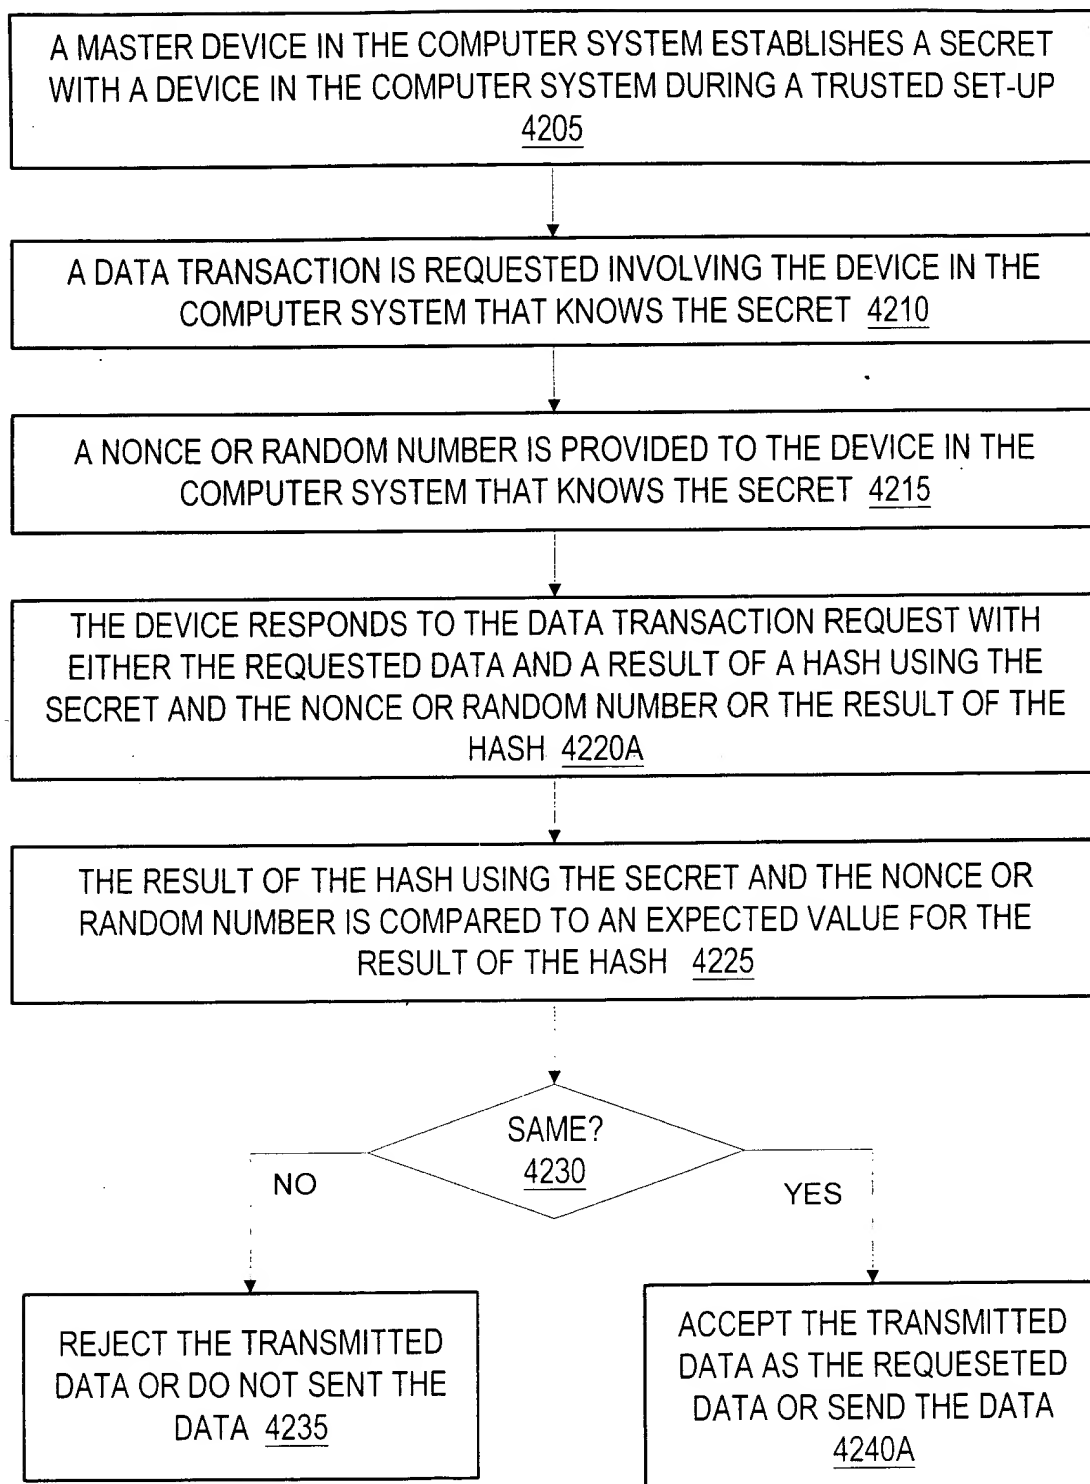 A MASTER DEVICE IN THE COMPUTER SYSTEM ESTABLISHES A SECRET
WITH A DEVICE IN THE COMPUTER SYSTEM DURING A TRUSTED SET-UP
4205
A DATA TRANSACTION IS REQUESTED INVOLVING THE DEVICE IN THE
COMPUTER SYSTEM THAT KNOWS THE SECRET 4210
A NONCE OR RANDOM NUMBER IS PROVIDED TO THE DEVICE IN THE
COMPUTER SYSTEM THAT KNOWS THE SECRET 4215
THE DEVICE RESPONDS TO THE DATA TRANSACTION REQUEST WITH
EITHER THE REQUESTED DATA AND A RESULT OF A HASH USING THE
SECRET AND THE NONCE OR RANDOM NUMBER OR THE RESULT OF THE
HASH 4220A
THE RESULT OF THE HASH USING THE SECRET AND THE NONCE OR
RANDOM NUMBER IS COMPARED TO AN EXPECTED VALUE FOR THE
RESULT OF THE HASH 4225
SAME?
4230
NO
YES
REJECT THE TRANSMITTED
DATA OR DO NOT SENT THE
DATA 4235
ACCEPT THE TRANSMITTED
DATA AS THE REQUESETED
DATA OR SEND THE DATA
4240A